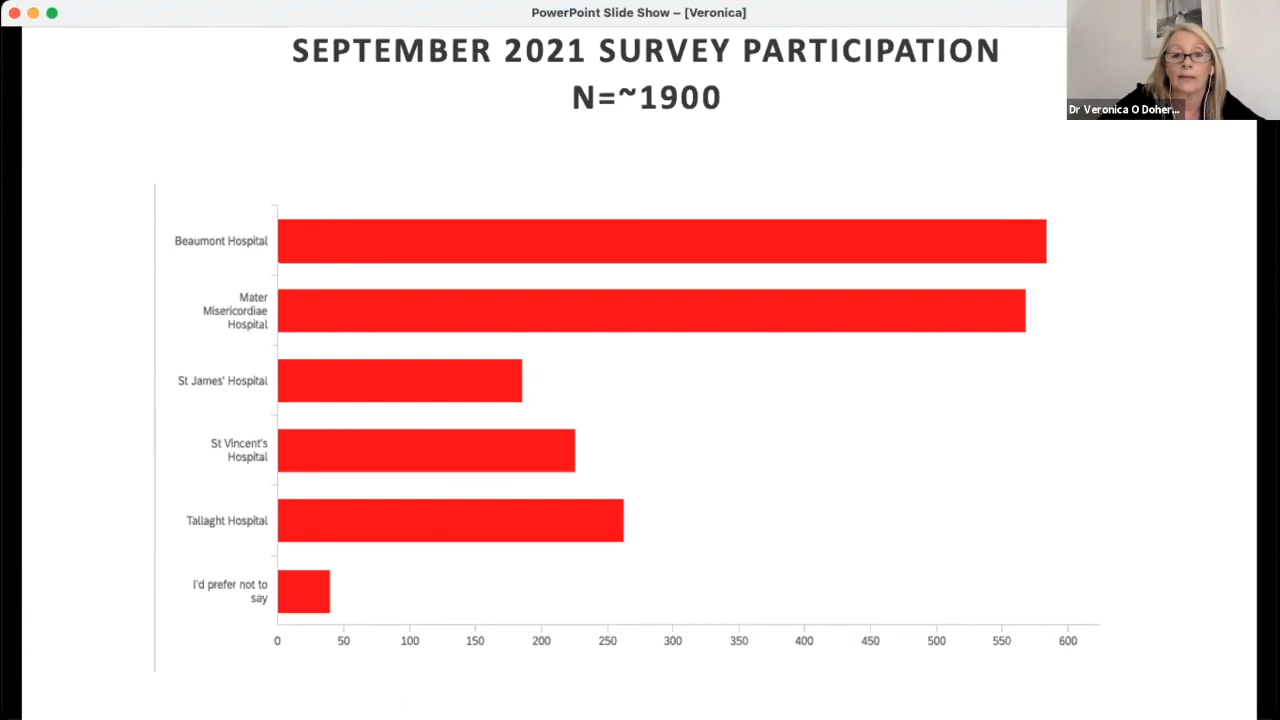 PowerPoint Slide Show – [Veronica]
SEPTEMBER 2021 SURVEY PARTICIPATION
N=~1900
Dr Veronica O Doher...
Beaumont Hospital
Mater
Misericordiae
Hospital
St James' Hospital
St Vincent's
Hospital
Tallaght Hospital
I'd prefer not to
say
0 50 100 150 200 250 300 350 400 450 500 550 600